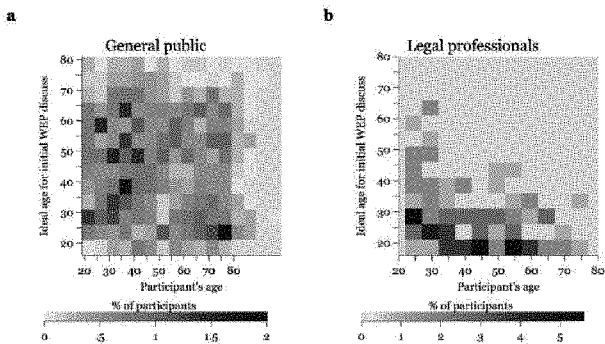 a
General public
Ideal age for initial WEP discuss
80
70
60
50
40
30
20
20 30 40 50 60 70 80
Participant's age
% of participants
0 .5 1 1.5 2
b
Legal professionals
Ideal age for initial WEP discuss
80
70
60
50
40
30
20
20 30 40 50 60 70 80
Participant's age
% of participants
0 1 2 3 4 5